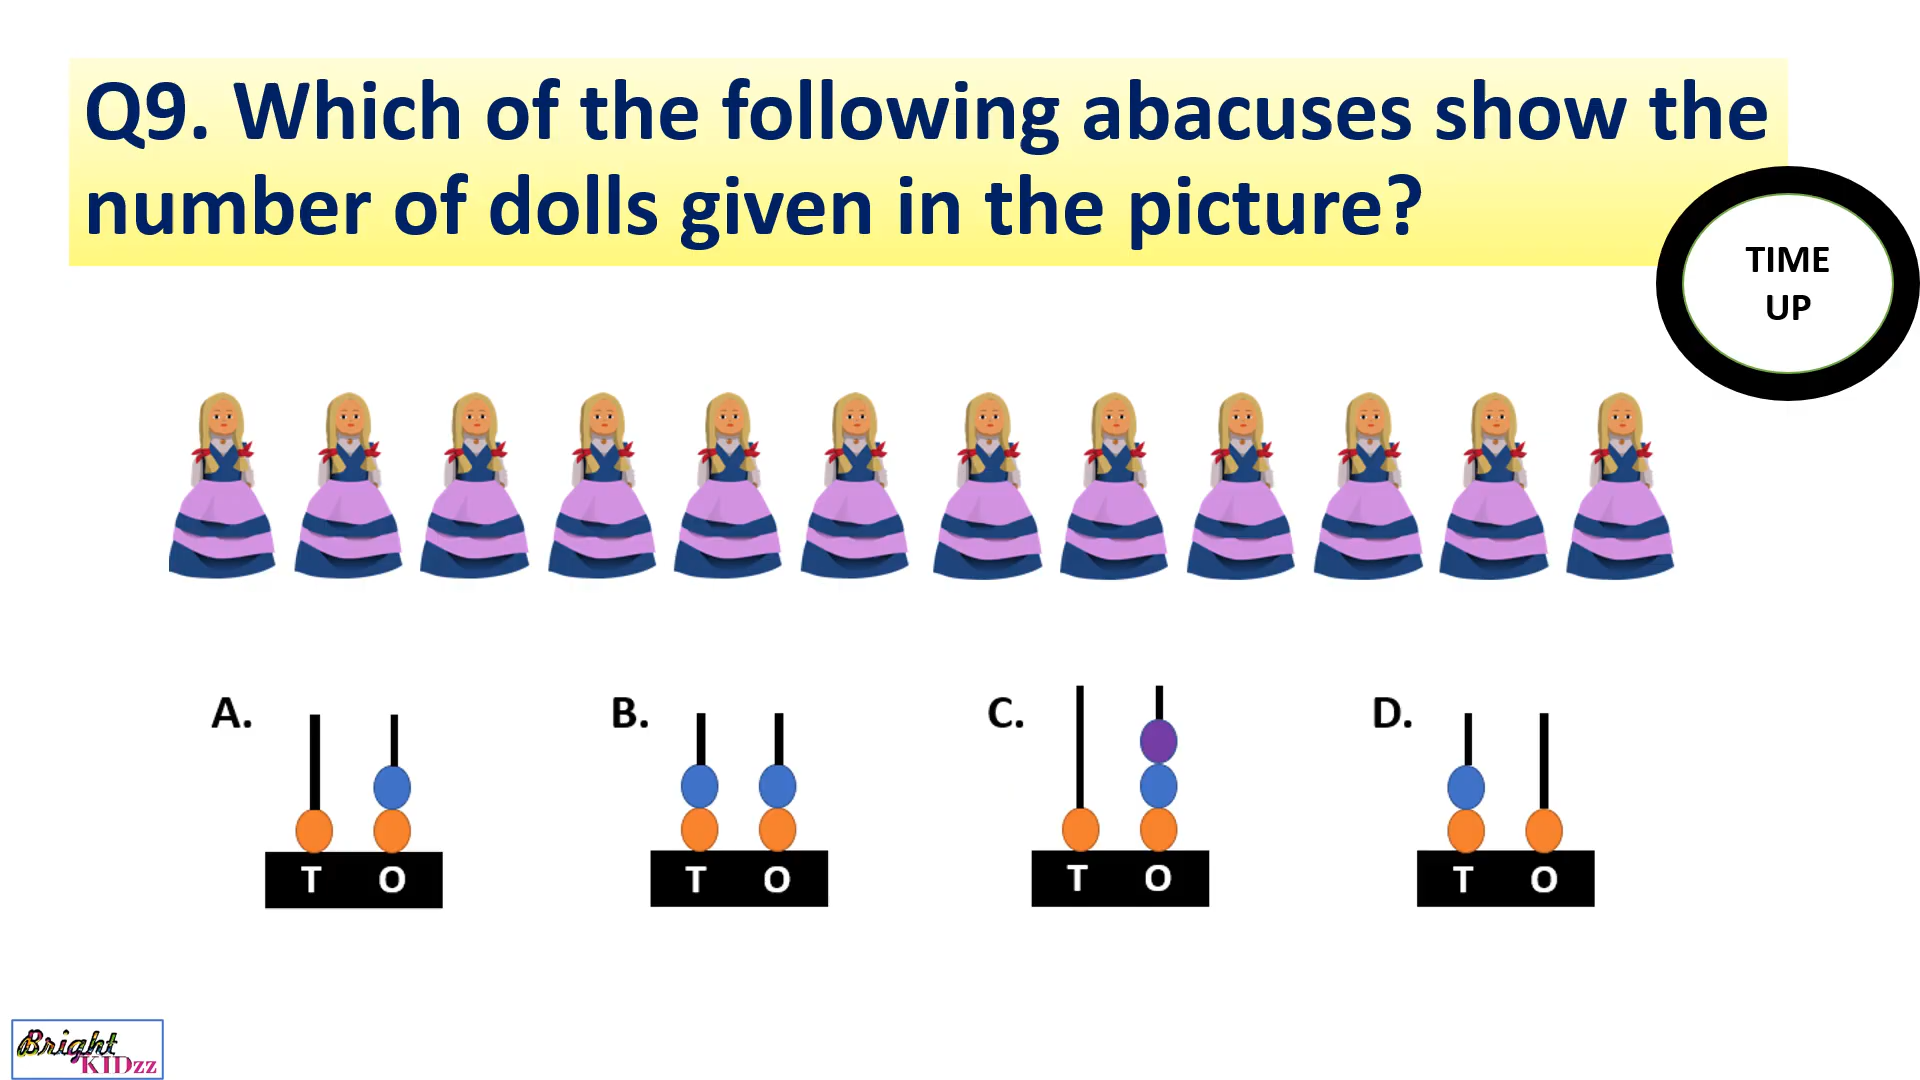 Q9. Which of the following abacuses show the
number of dolls given in the picture?
TIME
UP
A.
B.
C.
D.
T O
T O
T O
T O
Bright
KIDzz